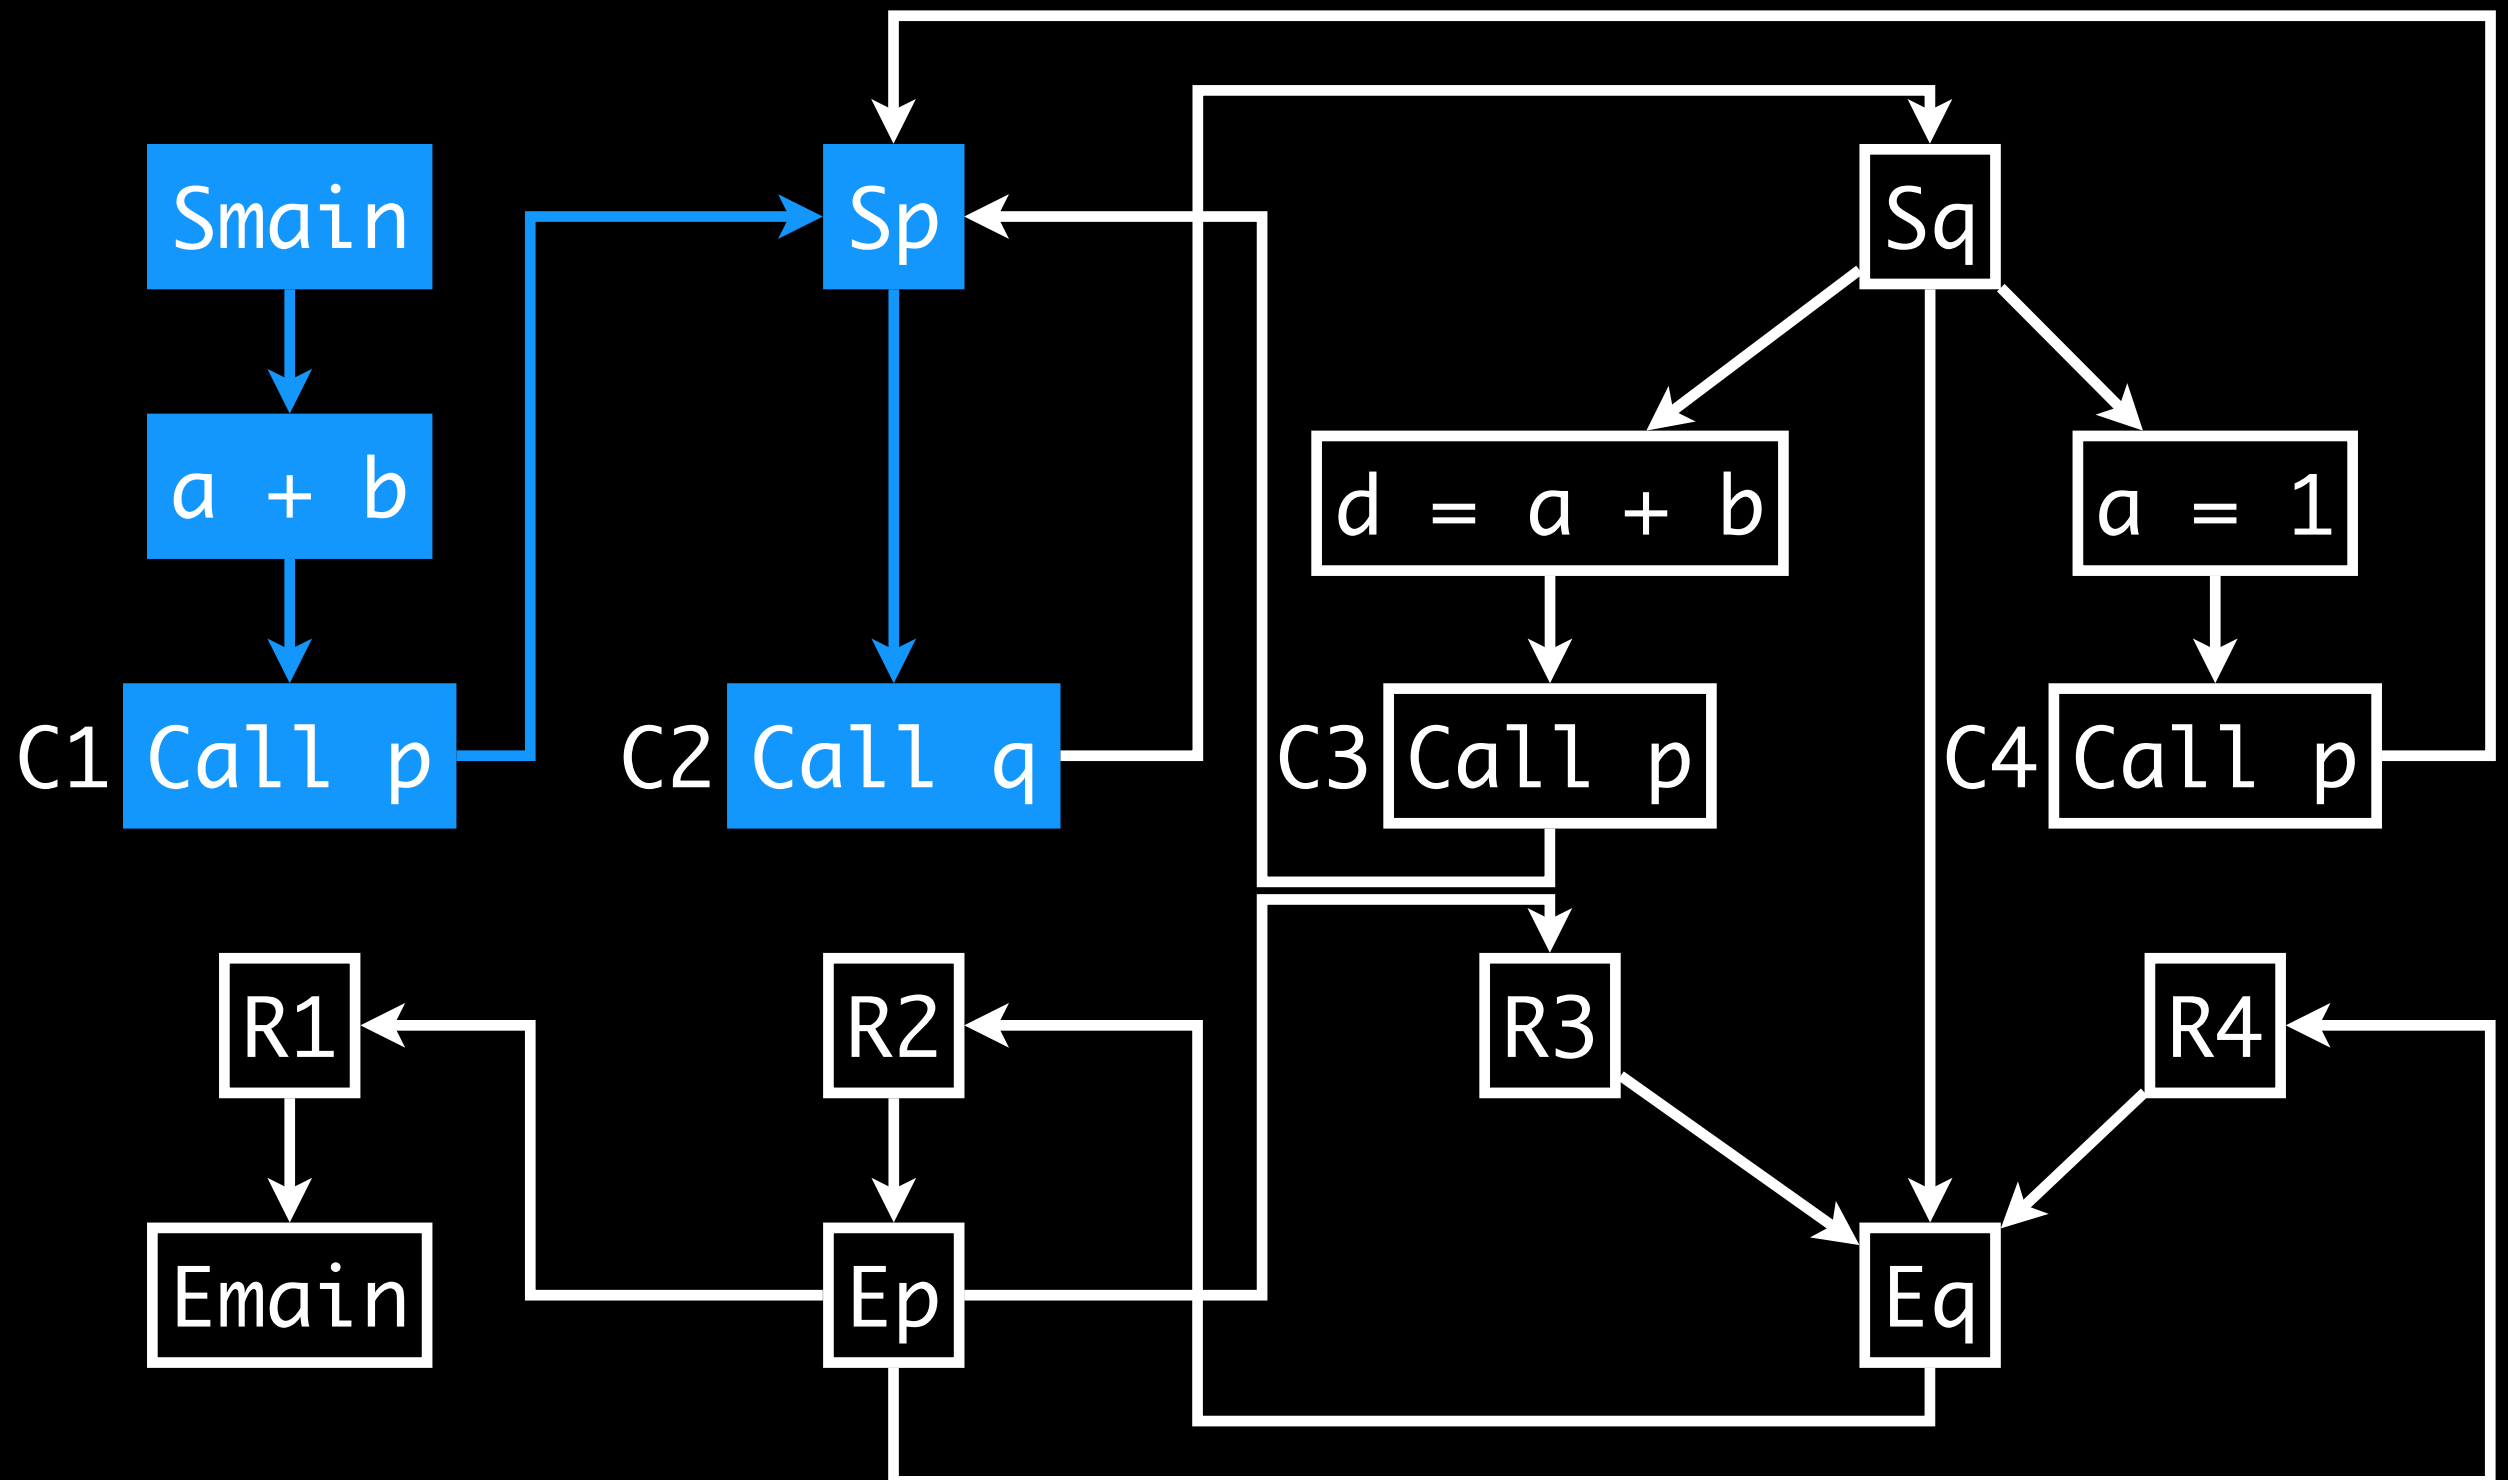 Smain
Sp
Sq
a + b
d = a + b
a = 1
C1 Call p
C2 Call q
C3 Call p
C4 Call p
R1
R2
R3
R4
Emain
Ep
Eq